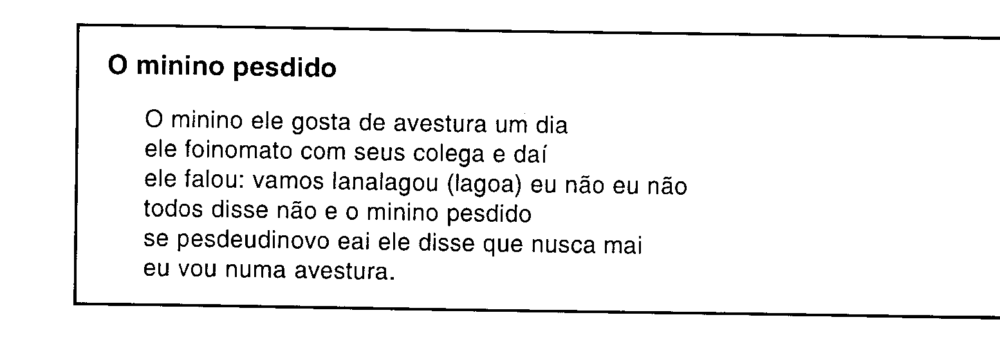 O minino pesdido
O minino ele gosta de avestura um dia
ele foinomato com seus colega e daí
ele falou: vamos lanalagou (lagoa) eu não eu não
todos disse não e o minino pesdido
se pesdeudinovo eai ele disse que nusca mai
eu vou numa avestura.